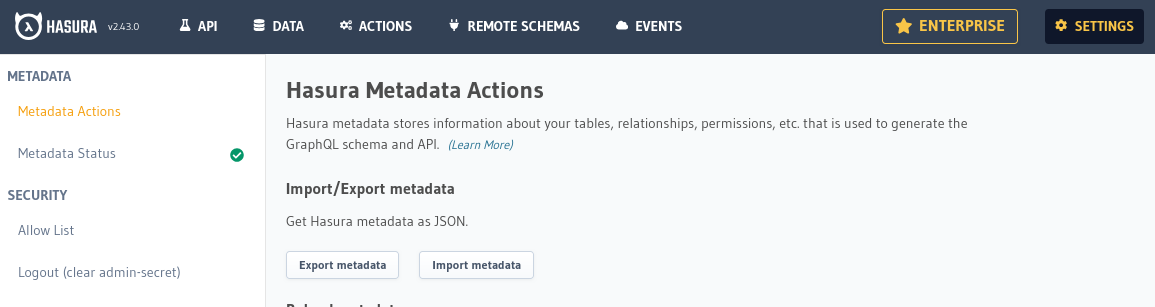 HASURA v2.43.0 API DATA ACTIONS REMOTE SCHEMAS EVENTS ENTERPRISE SETTINGS
METADATA
Metadata Actions
Metadata Status
SECURITY
Allow List
Logout (clear admin-secret)
Hasura Metadata Actions
Hasura metadata stores information about your tables, relationships, permissions, etc. that is used to generate the
GraphQL schema and API. (Learn More)
Import/Export metadata
Get Hasura metadata as JSON.
Export metadata Import metadata